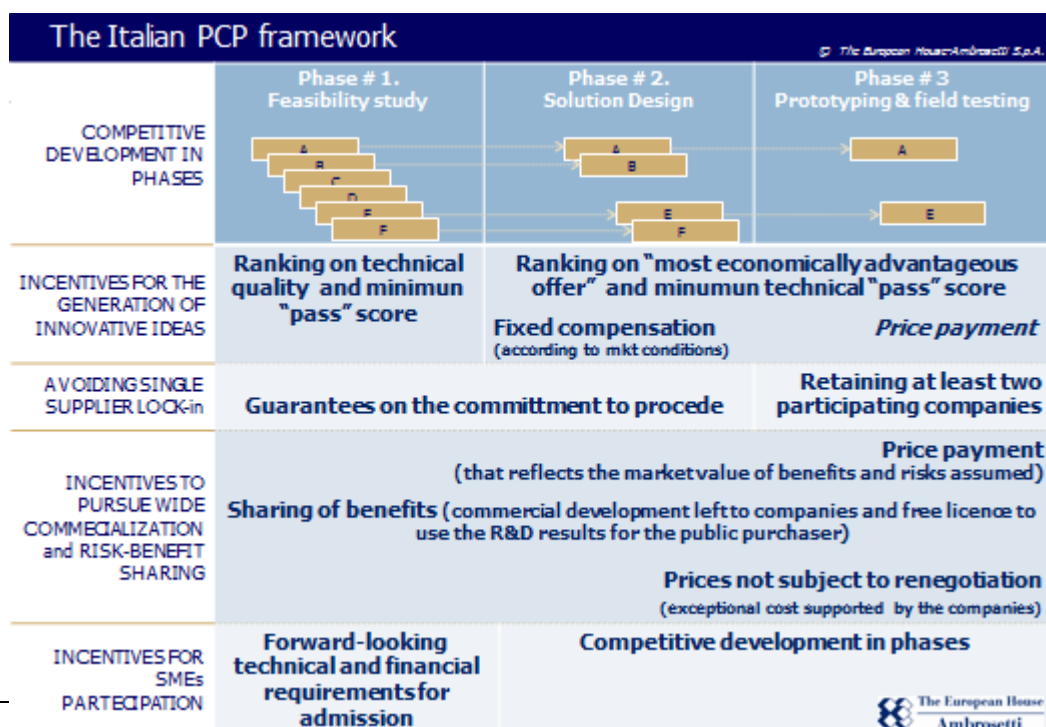 The Italian PCP framework
© The European House-Ambrosetti S.p.A.
Phase # 1.
Feasibility study
Phase # 2.
Solution Design
Phase # 3
Prototyping & field testing
COMPETITIVE
DEVELOPMENT IN
PHASES
A
B
C
D
E
F
A
B
E
F
A
E
INCENTIVES FOR THE
GENERATION OF
INNOVATIVE IDEAS
Ranking on technical
quality and minimun
"pass" score
Ranking on "most economically advantageous
offer" and minumun technical "pass" score
Fixed compensation
(according to mkt conditions)
Price payment
AVOIDING SINGLE
SUPPLIER LOCK-in
Guarantees on the committment to procede
Retaining at least two
participating companies
INCENTIVES TO
PURSUE WIDE
COMMECIALIZATION
and RISK-BENEFIT
SHARING
Price payment
(that reflects the market value of benefits and risks assumed)
Sharing of benefits (commercial development left to companies and free licence to
use the R&D results for the public purchaser)
Prices not subject to renegotiation
(exceptional cost supported by the companies)
INCENTIVES FOR
SMEs
PARTECIPATION
Forward-looking
technical and financial
requirements for
admission
Competitive development in phases
The European House
Ambrosetti